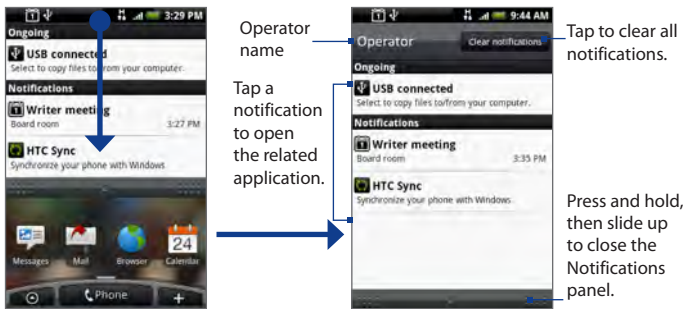 3:29 PM
Ongoing
USB connected
Select to copy files to/from your computer.
Notifications
Writer meeting
Board room 3:27 PM
HTC Sync
Synchronize your phone with Windows
Messages Mail Browser Calendar
24
Phone
+
Operator
name
Tap a
notification
to open
the related
application.
9:44 AM
Operator Clear notifications
Ongoing
USB connected
Select to copy files to/from your computer.
Notifications
Writer meeting
Board room 3:35 PM
HTC Sync
Synchronize your phone with Windows
Tap to clear all
notifications.
Press and hold,
then slide up
to close the
Notifications
panel.